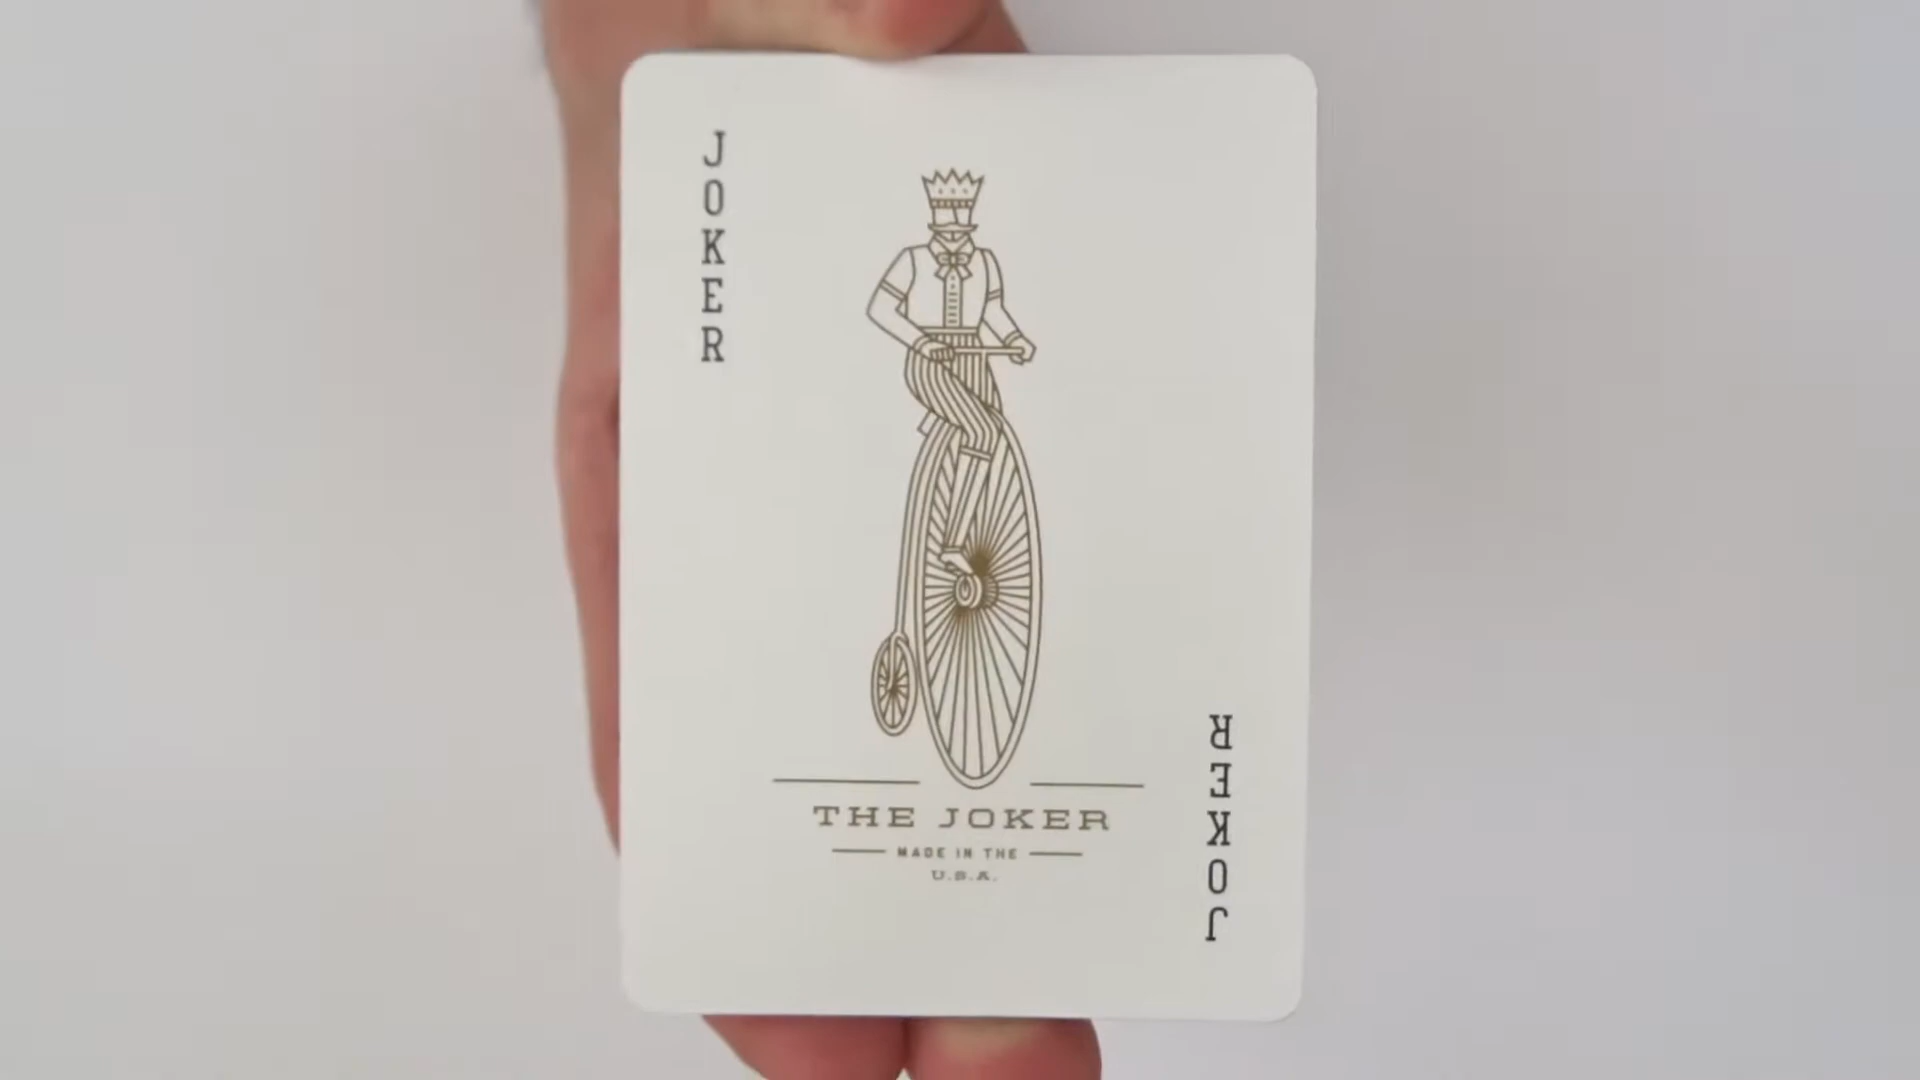 JOKER
THE JOKER
MADE IN THE
U.S.A.
JOKER